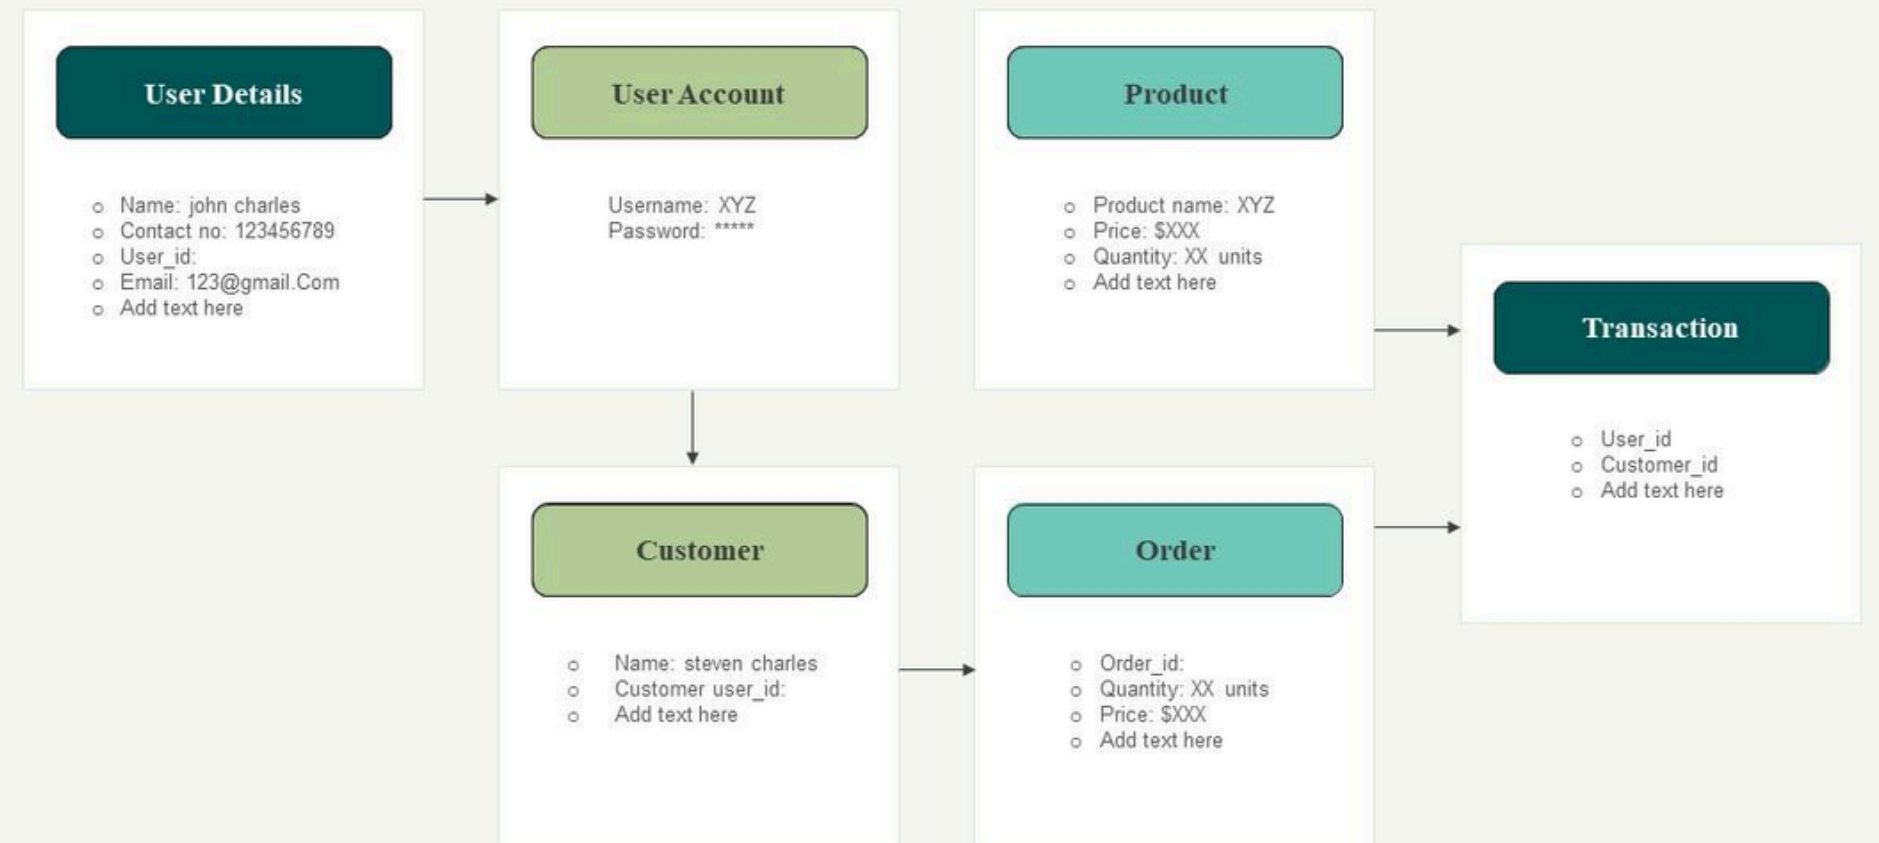 User Details
○ Name: john charles
○ Contact no: 123456789
○ User_id:
○ Email: 123@gmail.Com
○ Add text here
User Account
Username: XYZ
Password: *****
Product
○ Product name: XYZ
○ Price: $XXX
○ Quantity: XX units
○ Add text here
Transaction
○ User_id
○ Customer_id
○ Add text here
Customer
○ Name: steven charles
○ Customer user_id:
○ Add text here
Order
○ Order_id:
○ Quantity: XX units
○ Price: $XXX
○ Add text here